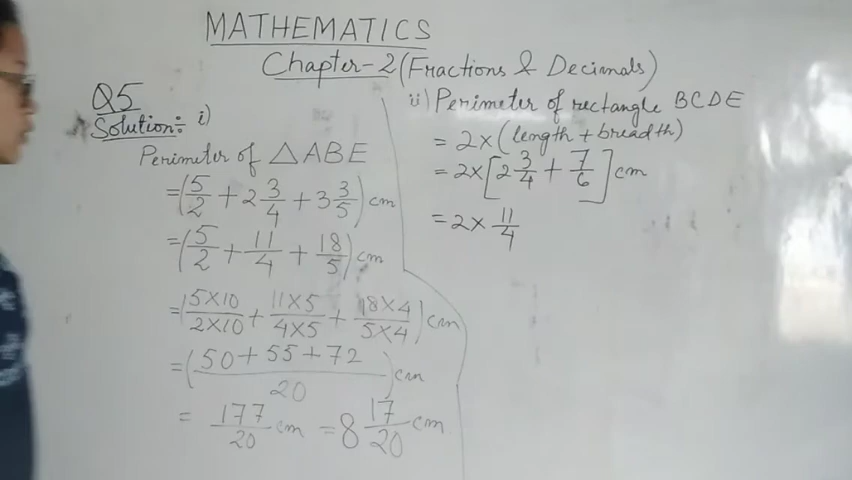 MATHEMATICS
Chapter-2 (Fractions & Decimals)
Q5
Solution:- i)
Perimeter of △ABE
=(5/2 + 2 3/4 + 3 3/5) cm
=(5/2 + 11/4 + 18/5) cm
=(5×10/2×10 + 11×5/4×5 + 18×4/5×4) cm
=(50+55+72/20) cm
= 177/20 cm = 8 17/20 cm
ii) Perimeter of rectangle BCDE
= 2×(length + breadth)
= 2×[2 3/4 + 7/6] cm
= 2× 11/4